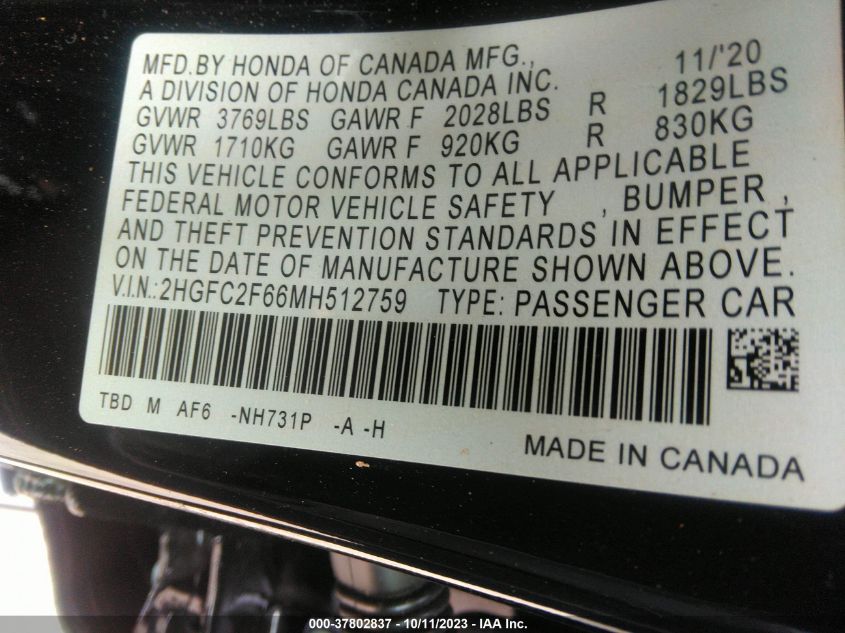 MFD.BY HONDA OF CANADA MFG., 11/'20
A DIVISION OF HONDA CANADA INC.
GVWR 3769LBS GAWR F 2028LBS R 1829LBS
GVWR 1710KG GAWR F 920KG R 830KG
THIS VEHICLE CONFORMS TO ALL APPLICABLE
FEDERAL MOTOR VEHICLE SAFETY , BUMPER ,
AND THEFT PREVENTION STANDARDS IN EFFECT
ON THE DATE OF MANUFACTURE SHOWN ABOVE.
V.I.N.:2HGFC2F66MH512759 TYPE: PASSENGER CAR
TBD M AF6 -NH731P -A -H
MADE IN CANADA
000-37802837 - 10/11/2023 - IAA Inc.